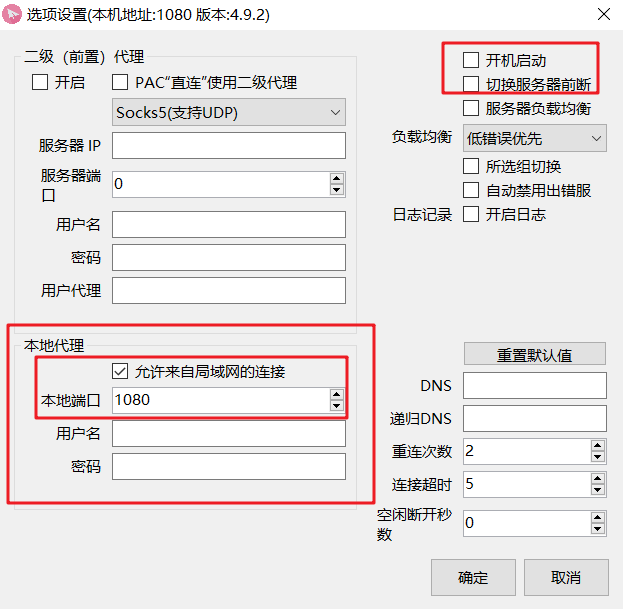 选项设置(本机地址:1080 版本:4.9.2)
二级（前置）代理
开启
PAC“直连”使用二级代理
Socks5(支持UDP)
服务器 IP
服务器端口
0
用户名
密码
用户代理
本地代理
允许来自局域网的连接
本地端口
1080
用户名
密码
开机启动
切换服务器前断
服务器负载均衡
负载均衡
低错误优先
所选组切换
自动禁用出错服
日志记录
开启日志
重置默认值
DNS
递归DNS
重连次数
2
连接超时
5
空闲断开秒数
0
确定
取消